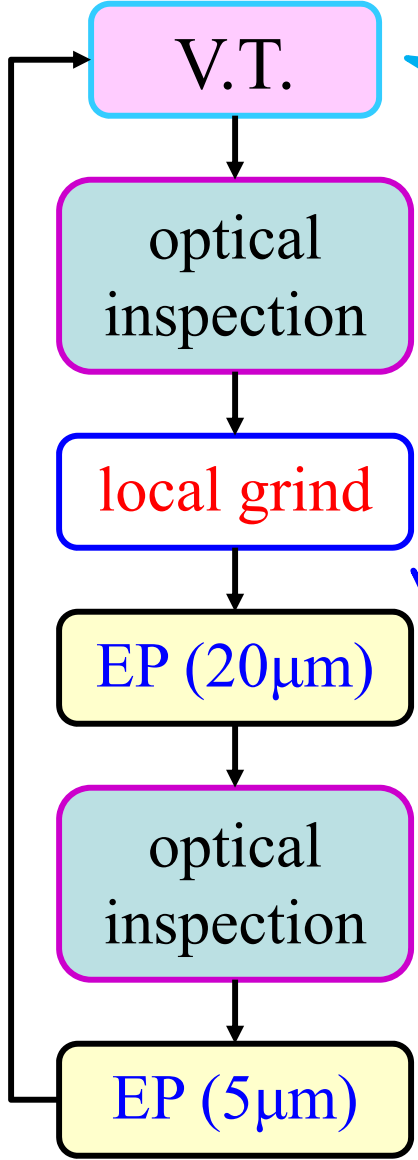 V.T.
optical
inspection
local grind
EP (20μm)
optical
inspection
EP (5μm)